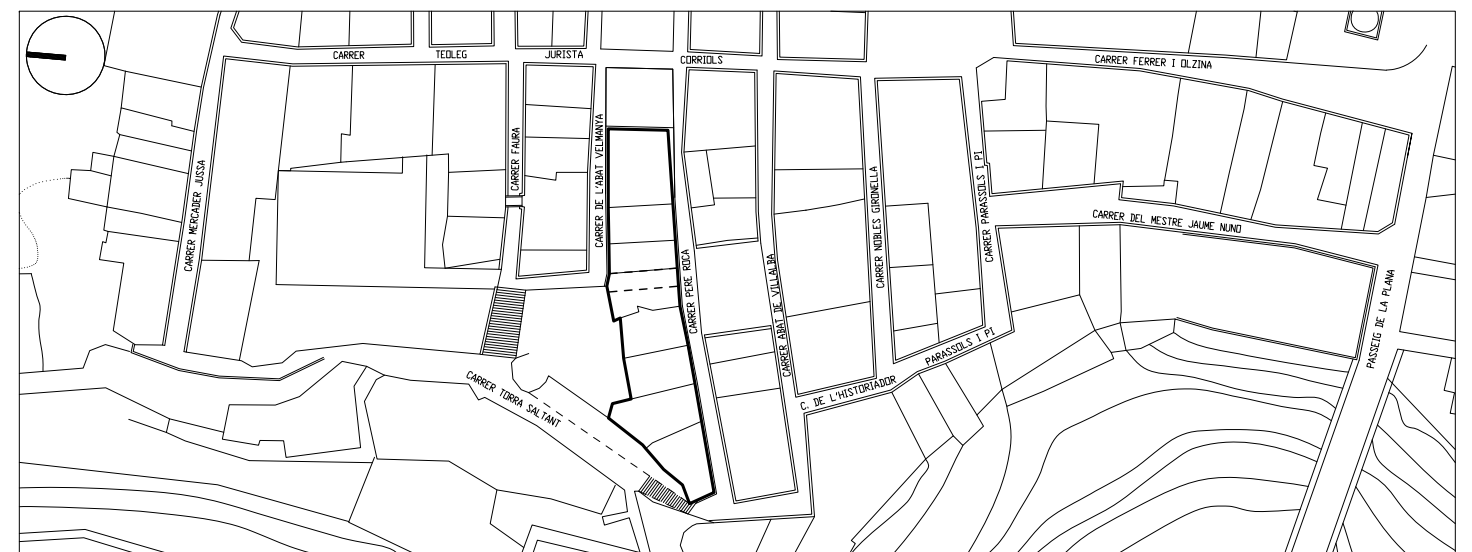 CARRER TEOLEG JURISTA CORRIOLS
CARRER FERRER I OLZINA
CARRER MERCADER JUSSA
CARRER FAURA
CARRER DE L'ABAT VELMANYA
CARRER PERE ROCA
CARRER ABAT DE VILLALBA
CARRER NOBLES GIRONELLA
CARRER PARASSOLS I PI
CARRER DEL MESTRE JAUME NUNO
PASSEIG DE LA PLANA
CARRER TORRA SALTANT
C. DE L'HISTORIADOR PARASSOLS I PI